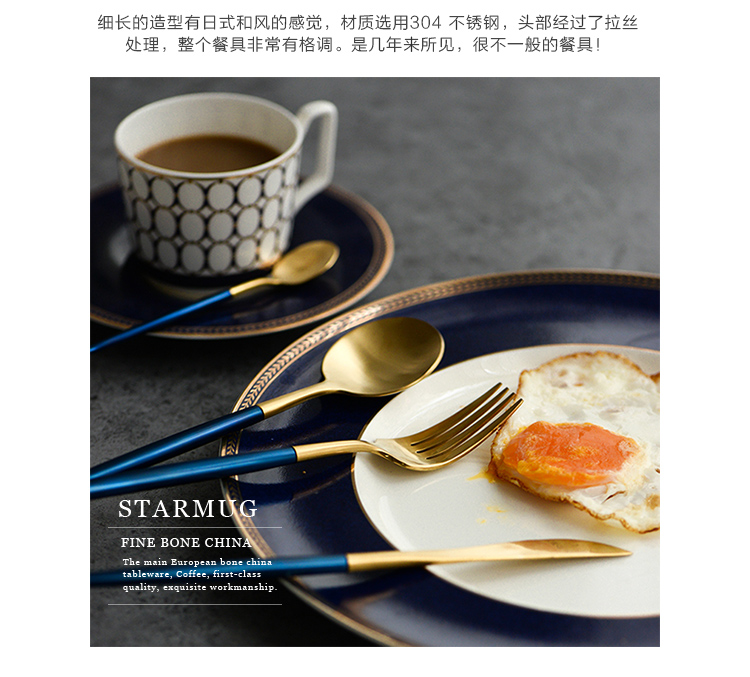 细长的造型有日式和风的感觉，材质选用304 不锈钢，头部经过了拉丝
处理，整个餐具非常有格调。是几年来所见，很不一般的餐具！
STARMUG
FINE BONE CHINA
The main European bone china
tableware, Coffee, first-class
quality, exquisite workmanship.